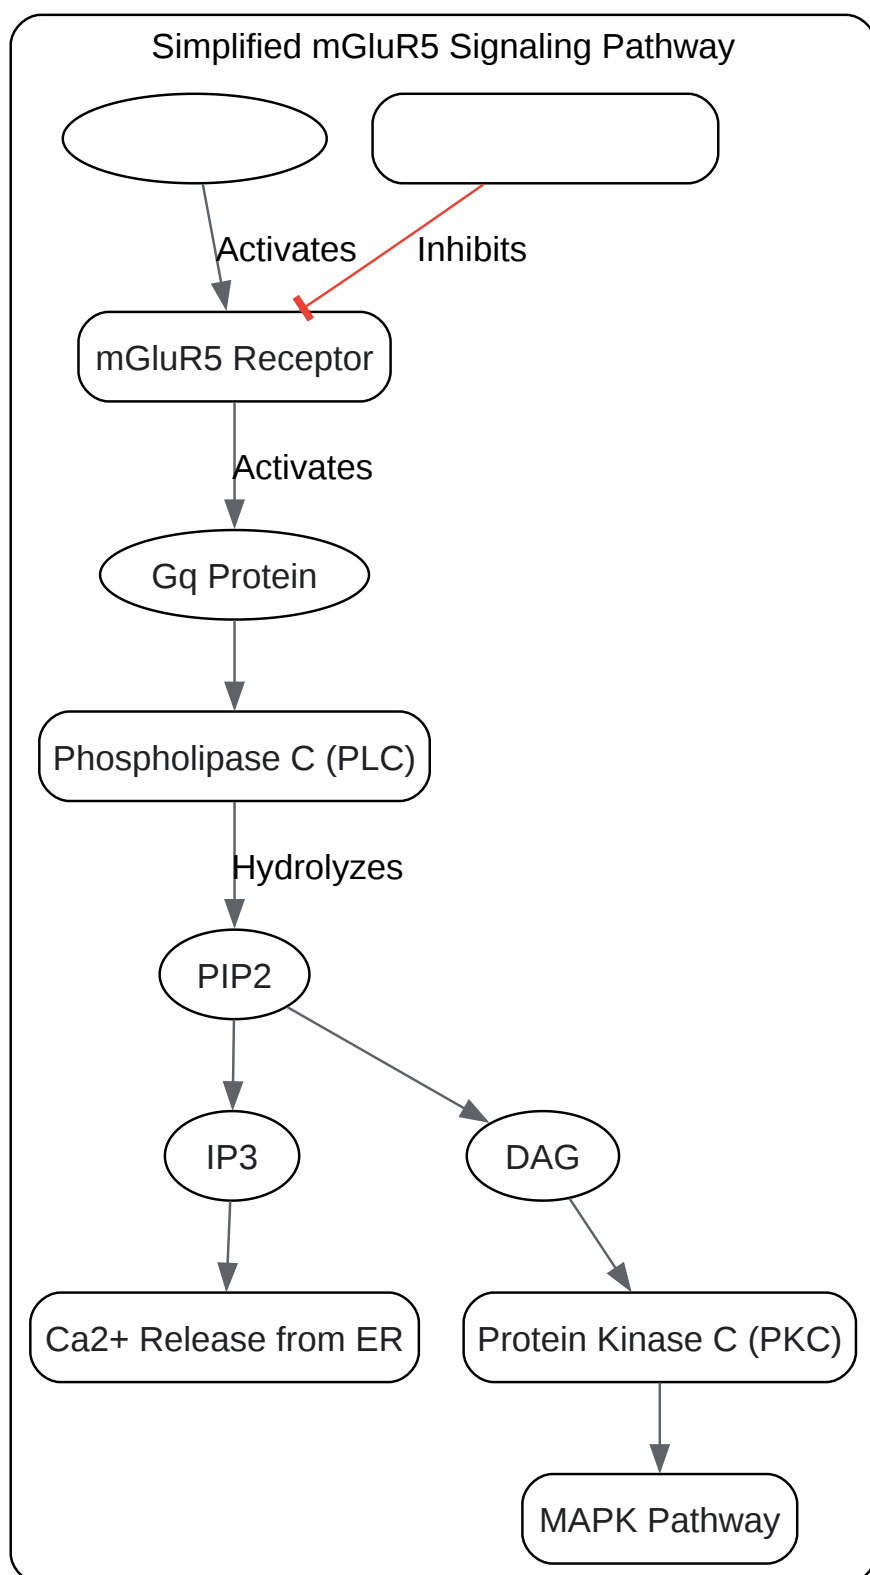 Simplified mGluR5 Signaling Pathway
Activates
Inhibits
mGluR5 Receptor
Activates
Gq Protein
Phospholipase C (PLC)
Hydrolyzes
PIP2
IP3
DAG
Ca2+ Release from ER
Protein Kinase C (PKC)
MAPK Pathway